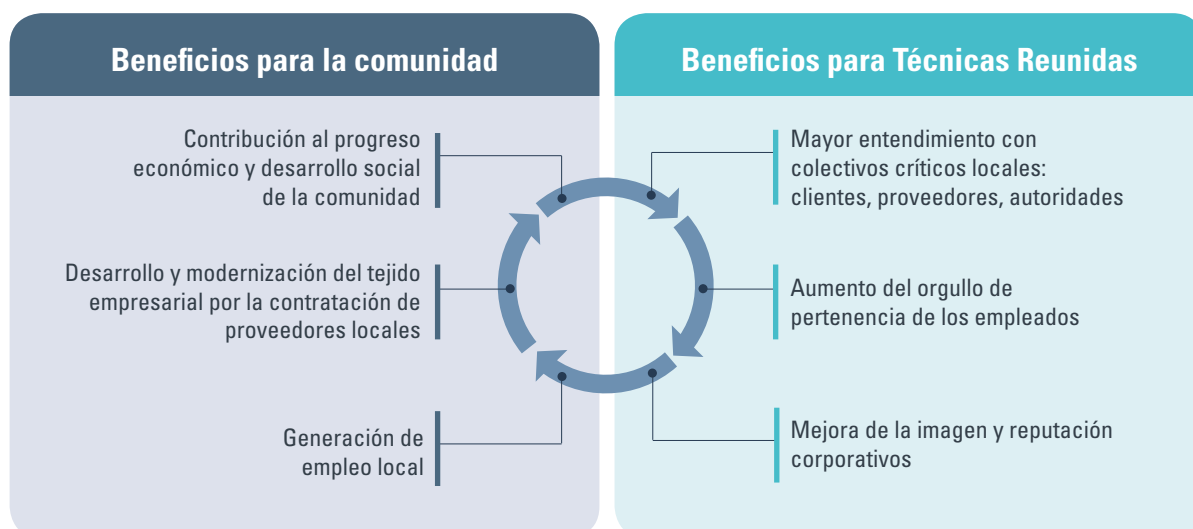 Beneficios para la comunidad
Contribución al progreso
económico y desarrollo social
de la comunidad
Desarrollo y modernización del tejido
empresarial por la contratación de
proveedores locales
Generación de
empleo local
Beneficios para Técnicas Reunidas
Mayor entendimiento con
colectivos críticos locales:
clientes, proveedores, autoridades
Aumento del orgullo de
pertenencia de los empleados
Mejora de la imagen y reputación
corporativos